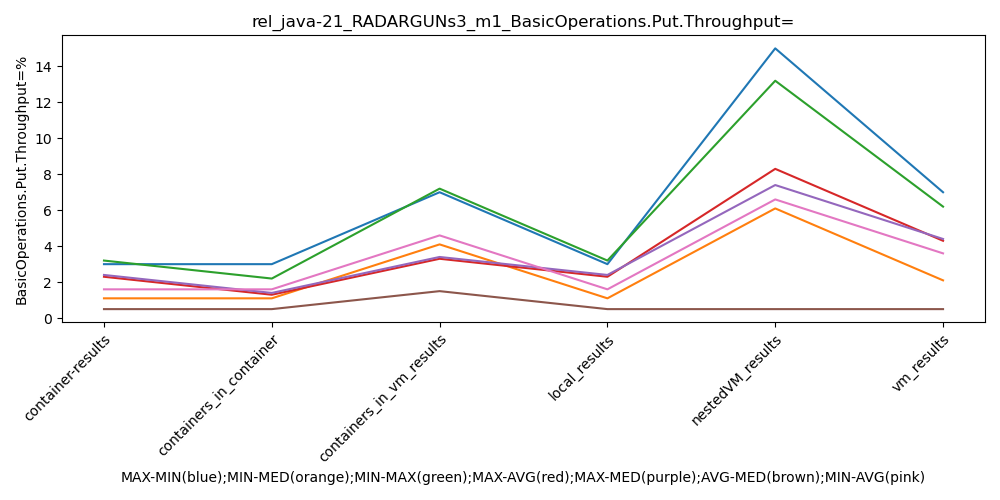 rel_java-21_RADARGUNs3_m1_BasicOperations.Put.Throughput=
BasicOperations.Put.Throughput=%
14
12
10
8
6
4
2
0
container-results
containers_in_container
containers_in_vm_results
local_results
nestedVM_results
vm_results
MAX-MIN(blue);MIN-MED(orange);MIN-MAX(green);MAX-AVG(red);MAX-MED(purple);AVG-MED(brown);MIN-AVG(pink)